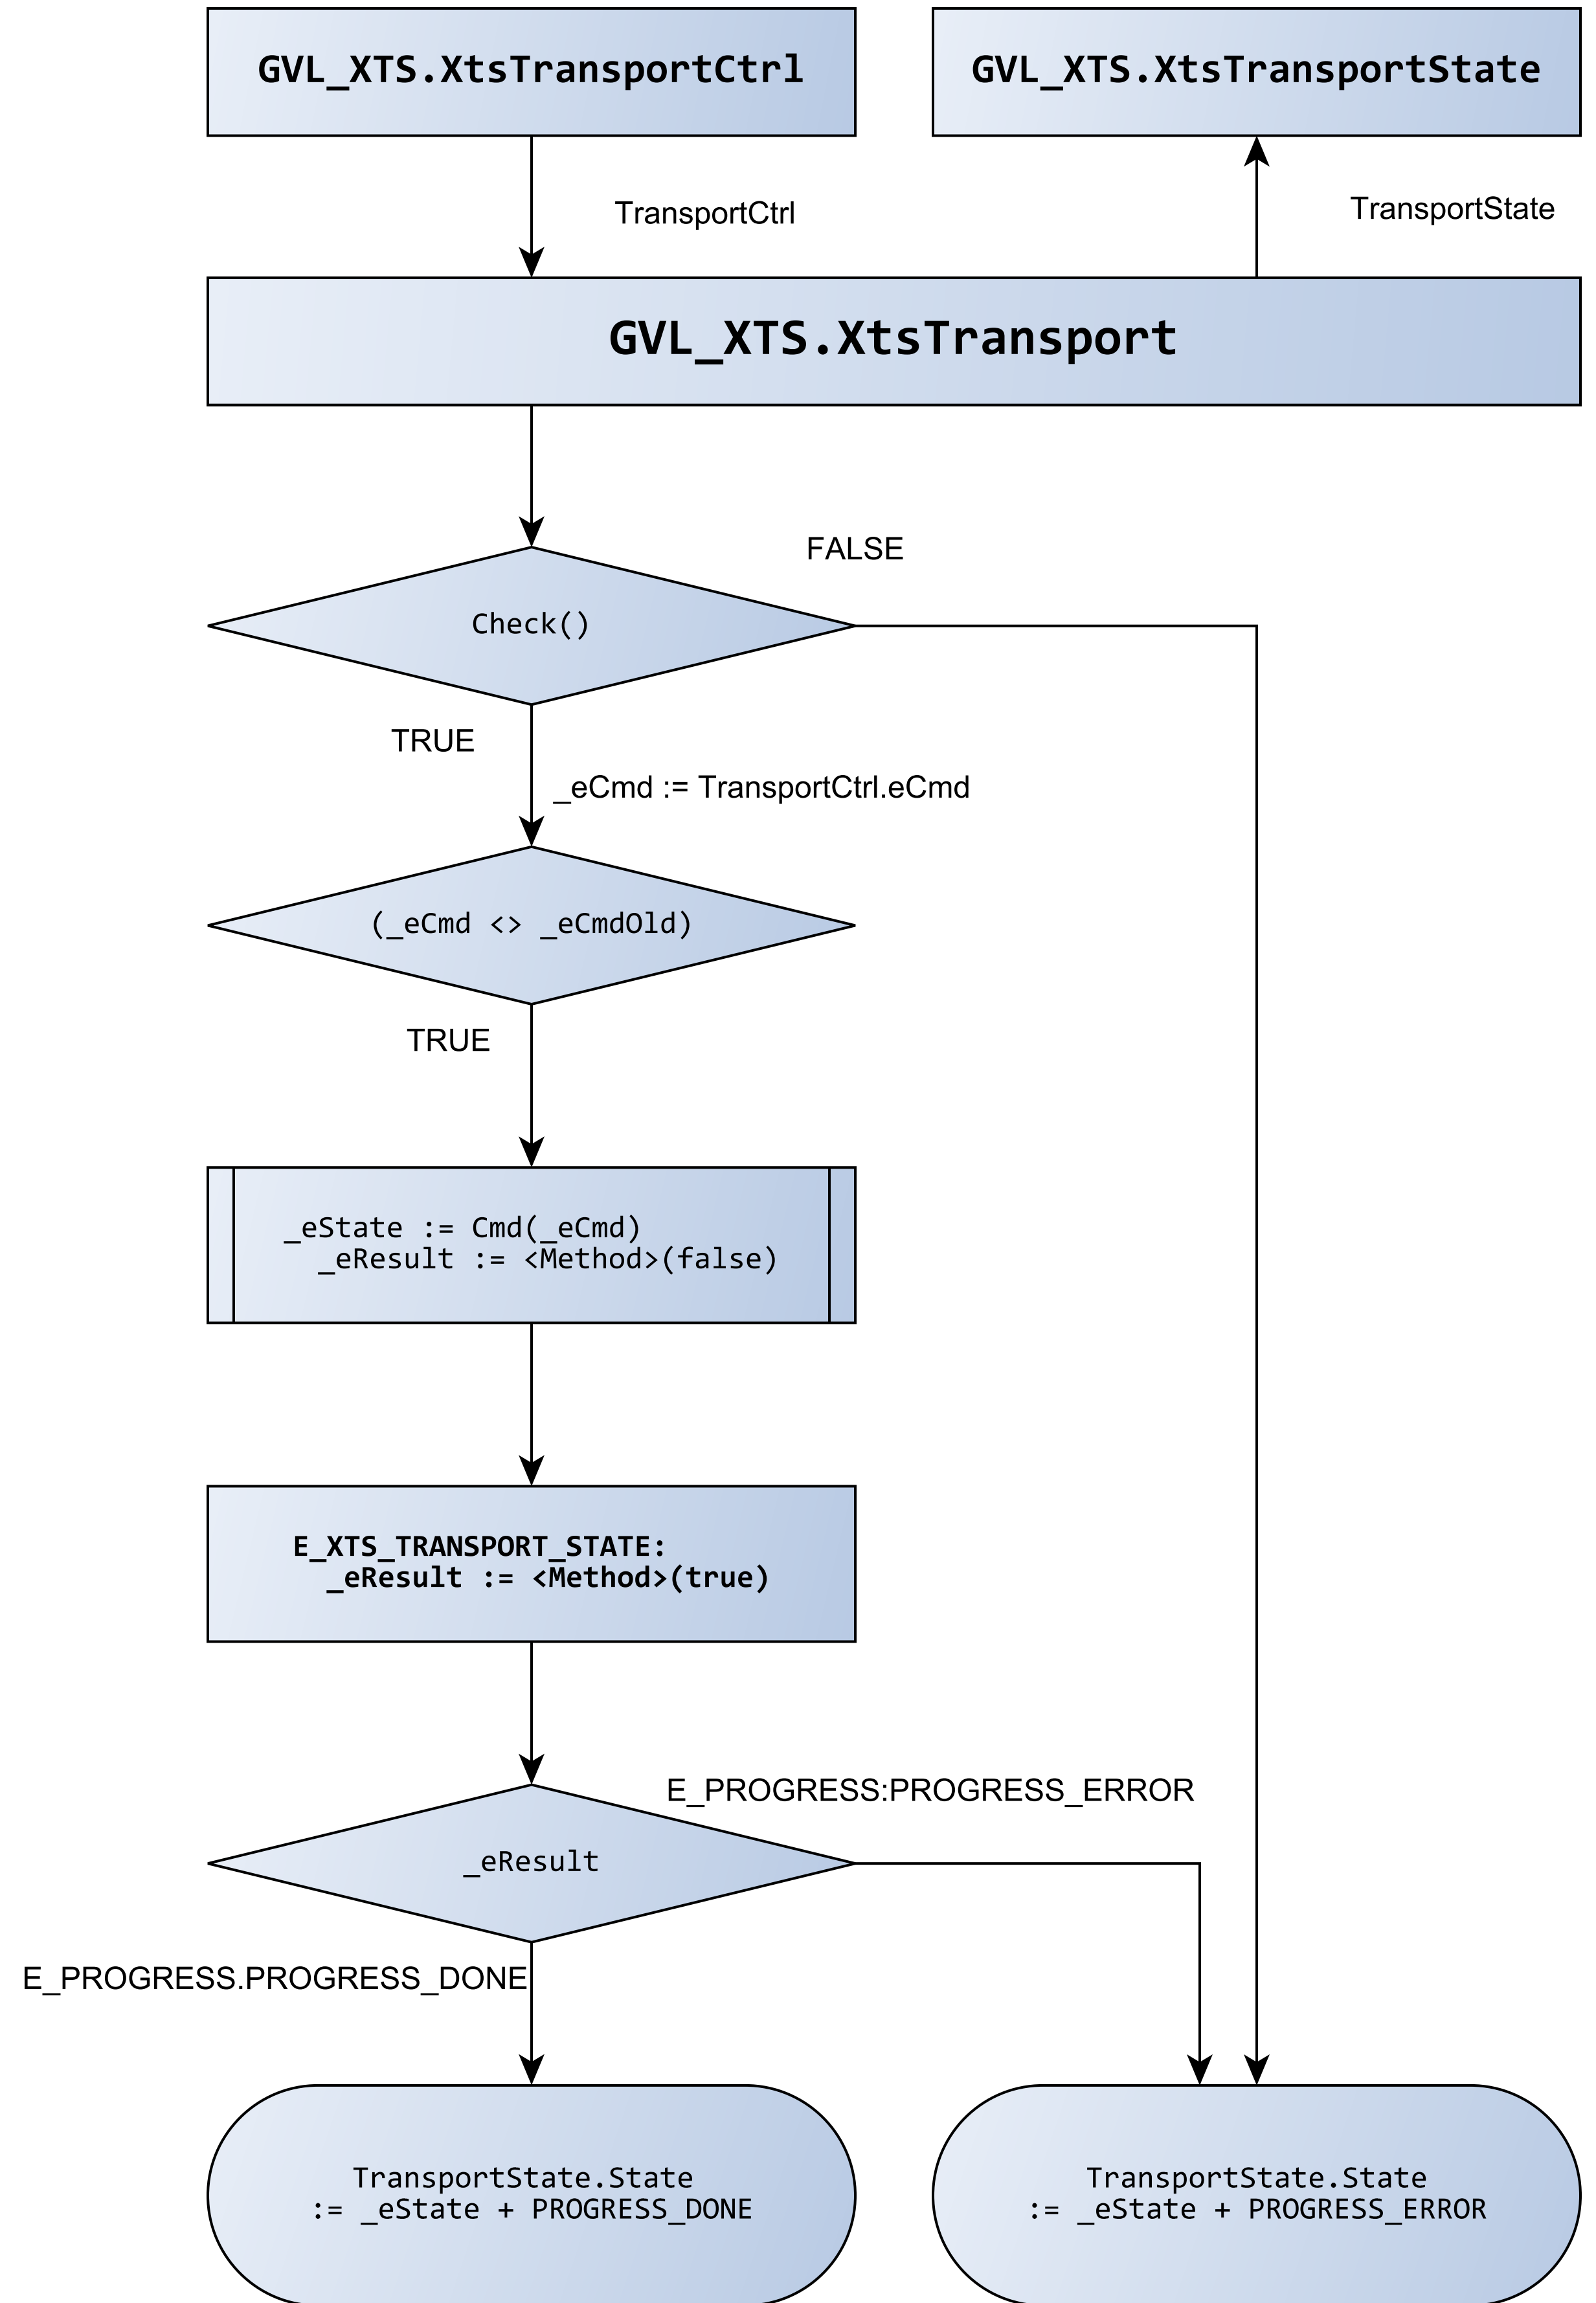 GVL_XTS.XtsTransportCtrl
GVL_XTS.XtsTransportState
TransportCtrl
TransportState
GVL_XTS.XtsTransport
FALSE
Check()
TRUE
_eCmd := TransportCtrl.eCmd
(_eCmd <> _eCmdOld)
TRUE
_eState := Cmd(_eCmd)
_eResult := <Method>(false)
E_XTS_TRANSPORT_STATE:
_eResult := <Method>(true)
E_PROGRESS:PROGRESS_ERROR
_eResult
E_PROGRESS.PROGRESS_DONE
TransportState.State
:= _eState + PROGRESS_DONE
TransportState.State
:= _eState + PROGRESS_ERROR